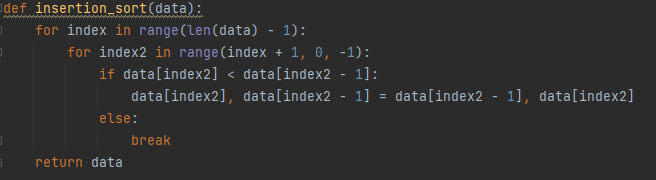 def insertion_sort(data):
    for index in range(len(data) - 1):
        for index2 in range(index + 1, 0, -1):
            if data[index2] < data[index2 - 1]:
                data[index2], data[index2 - 1] = data[index2 - 1], data[index2]
            else:
                break
    return data